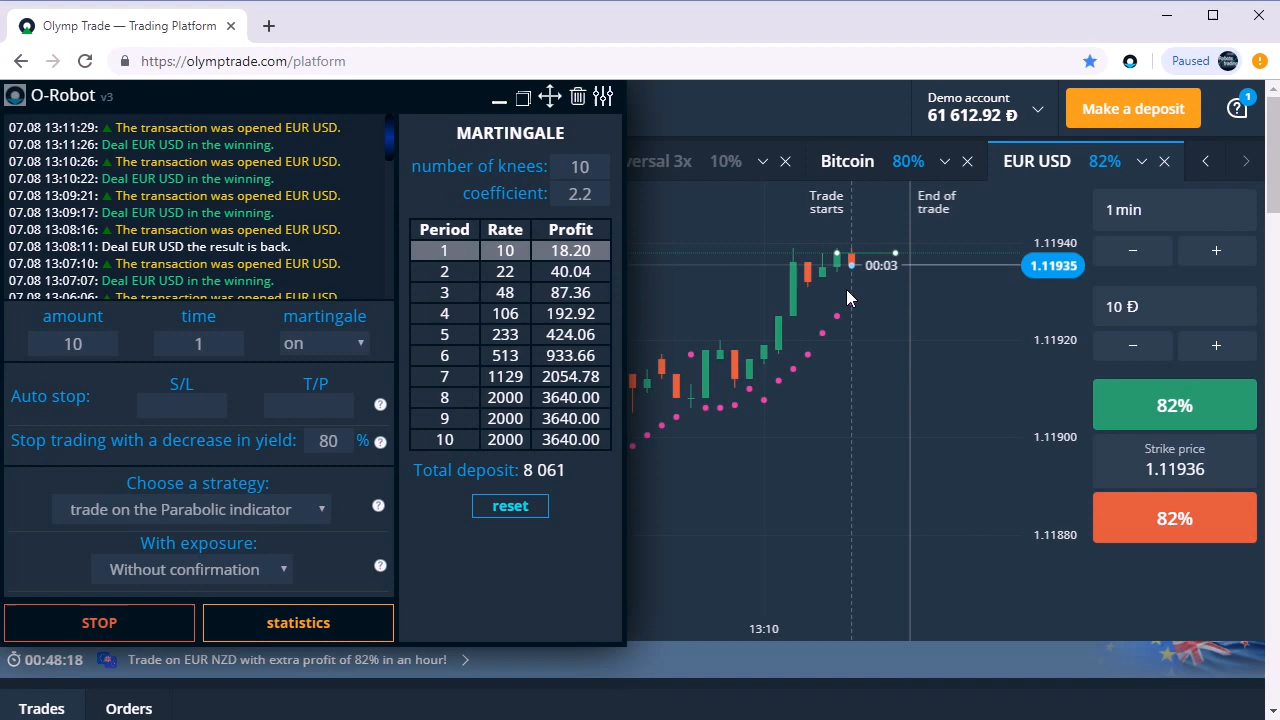 Olymp Trade — Trading Platform
https://olymptrade.com/platform
Paused
O-Robot v3
07.08 13:11:29: ▲ The transaction was opened EUR USD.
07.08 13:11:26: Deal EUR USD in the winning.
07.08 13:10:26: ▲ The transaction was opened EUR USD.
07.08 13:10:22: Deal EUR USD in the winning.
07.08 13:09:21: ▲ The transaction was opened EUR USD.
07.08 13:09:17: Deal EUR USD in the winning.
07.08 13:08:16: ▲ The transaction was opened EUR USD.
07.08 13:08:11: Deal EUR USD the result is back.
07.08 13:07:10: ▲ The transaction was opened EUR USD.
07.08 13:07:07: Deal EUR USD in the winning.
07.08 13:06:06: ▲ The transaction was opened EUR USD.
amount time martingale
10 1 on
S/L T/P
Auto stop:
Stop trading with a decrease in yield: 80 %
Choose a strategy:
trade on the Parabolic indicator
With exposure:
Without confirmation
STOP statistics
MARTINGALE
number of knees: 10
coefficient: 2.2
Period Rate Profit
1 10 18.20
2 22 40.04
3 48 87.36
4 106 192.92
5 233 424.06
6 513 933.66
7 1129 2054.78
8 2000 3640.00
9 2000 3640.00
10 2000 3640.00
Total deposit: 8 061
reset
Demo account
61 612.92 Đ
Make a deposit
1
versal 3x 10% Bitcoin 80% EUR USD 82%
Trade starts
End of trade
00:03
1.11940
1.11935
1.11920
1.11900
1.11880
13:10
1 min
− +
10 Đ
− +
82%
Strike price
1.11936
82%
00:48:18 Trade on EUR NZD with extra profit of 82% in an hour!
Trades Orders